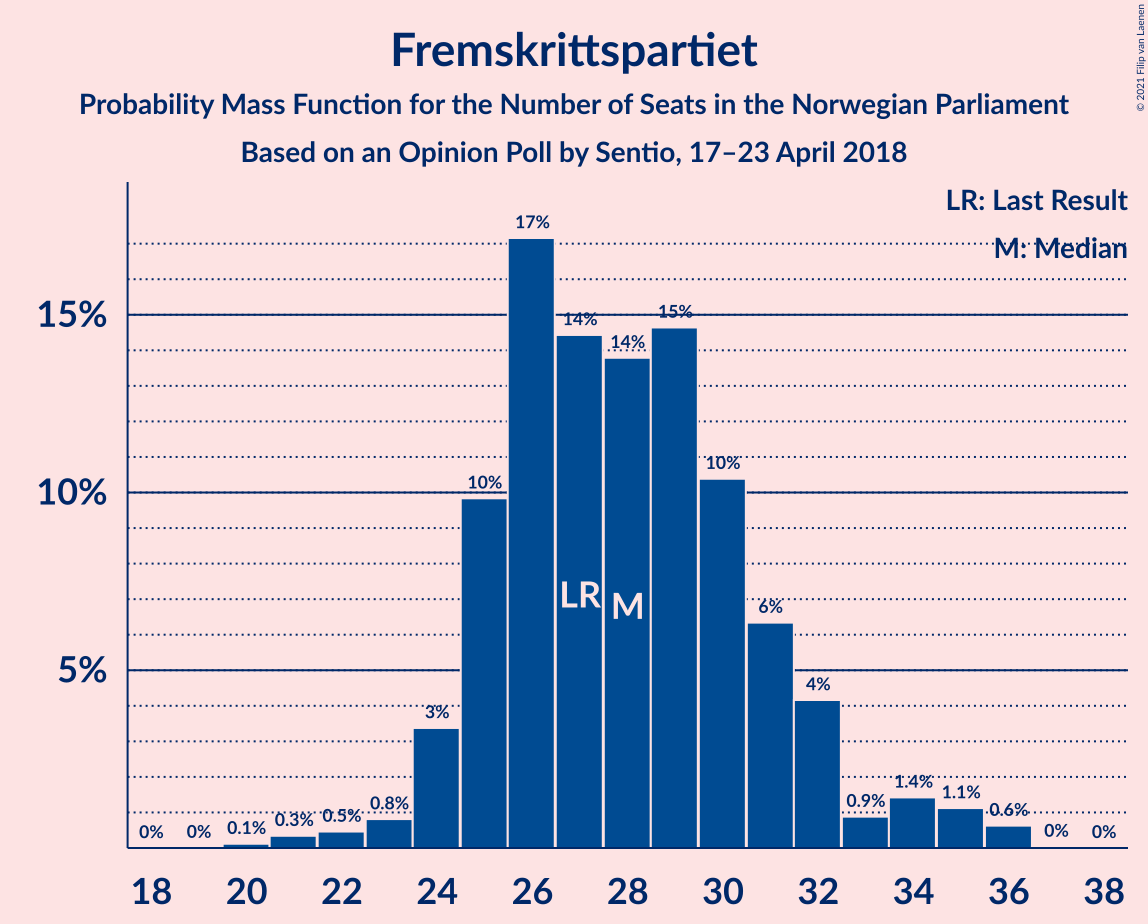 Fremskrittspartiet
Probability Mass Function for the Number of Seats in the Norwegian Parliament
Based on an Opinion Poll by Sentio, 17–23 April 2018
© 2021 Filip van Laenen
LR: Last Result
M: Median
15%
10%
5%
0%
0%
0.1%
0.3%
0.5%
0.8%
3%
10%
17%
14%
14%
15%
10%
6%
4%
0.9%
1.4%
1.1%
0.6%
0%
0%
LR
M
18 20 22 24 26 28 30 32 34 36 38